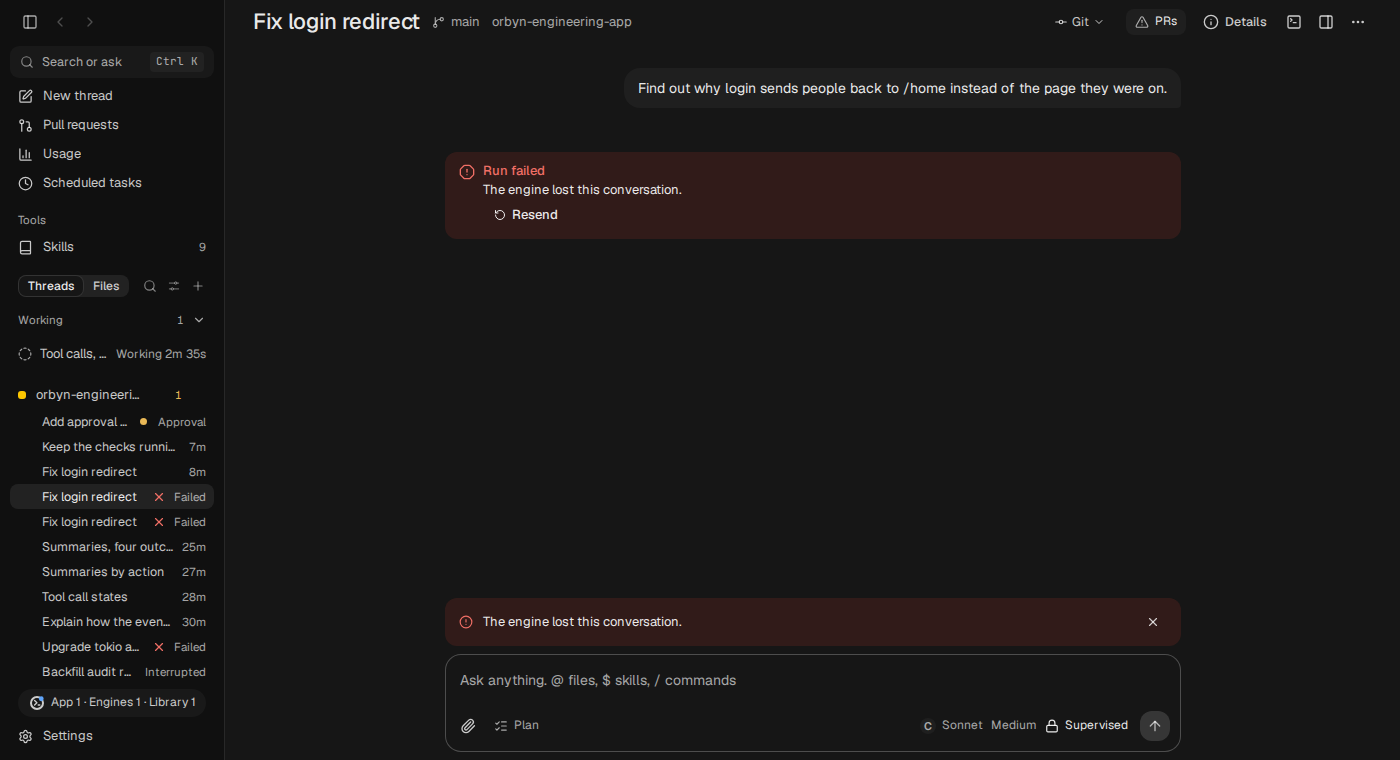 Fix login redirect
main
orbyn-engineering-app
Git
PRs
Details
Search or ask
Ctrl K
New thread
Pull requests
Usage
Scheduled tasks
Tools
Skills 9
Threads Files
Working 1
Tool calls, ... Working 2m 35s
orbyn-engineeri... 1
Add approval ... Approval
Keep the checks runni... 7m
Fix login redirect 8m
Fix login redirect Failed
Fix login redirect Failed
Summaries, four outc... 25m
Summaries by action 27m
Tool call states 28m
Explain how the even... 30m
Upgrade tokio a... Failed
Backfill audit r... Interrupted
App 1 · Engines 1 · Library 1
Settings
Find out why login sends people back to /home instead of the page they were on.
Run failed
The engine lost this conversation.
Resend
The engine lost this conversation.
Ask anything. @ files, $ skills, / commands
Plan
C Sonnet Medium Supervised